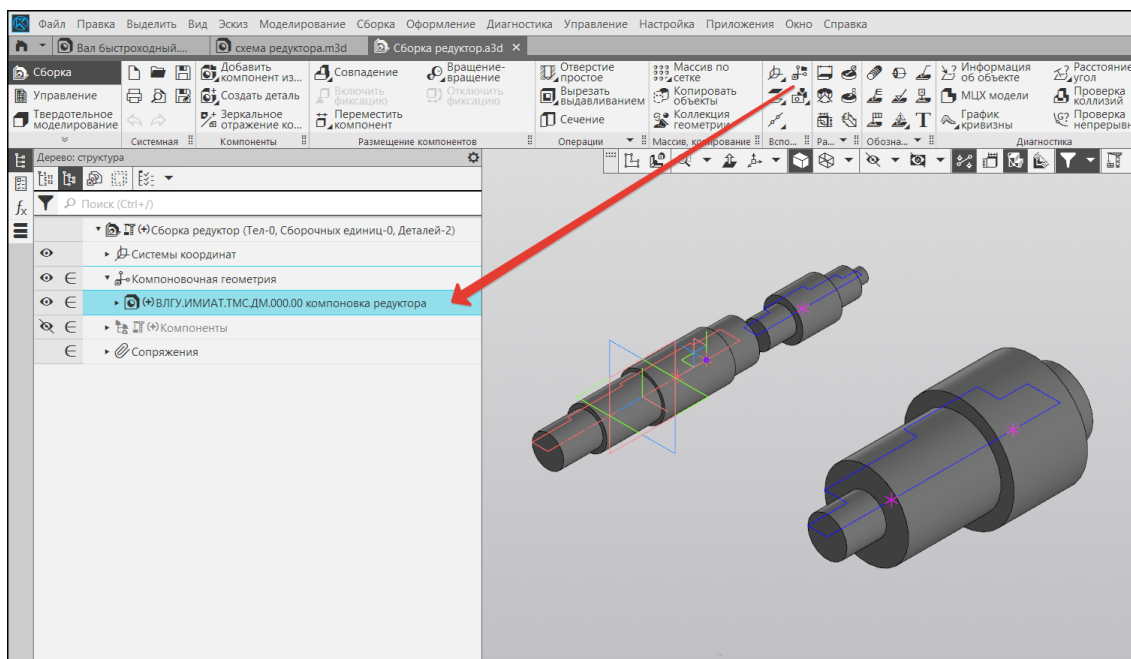 Файл Правка Выделить Вид Эскиз Моделирование Сборка Оформление Диагностика Управление Настройка Приложения Окно Справка
Вал быстроходный.... схема редуктора.m3d Сборка редуктор.a3d ×
Сборка
Управление
Твердотельное моделирование
Системная
Добавить компонент из...
Создать деталь
Зеркальное отражение ко...
Компоненты
Совпадение
Включить фиксацию
Переместить компонент
Вращение-вращение
Отключить фиксацию
Размещение компонентов
Отверстие простое
Вырезать выдавливанием
Сечение
Операции
Массив по сетке
Копировать объекты
Коллекция геометрии
Массив, копирование
Вспо...
Ра...
Обозна...
Информация об объекте
МЦХ модели
График кривизны
Расстояние угол
Проверка коллизий
Проверка непрерывн
Диагностика
Дерево: структура
Поиск (Ctrl+/)
(+)Сборка редуктор (Тел-0, Сборочных единиц-0, Деталей-2)
Системы координат
Компоновочная геометрия
(+)ВЛГУ.ИМИАТ.ТМС.ДМ.000.00 компоновка редуктора
(+)Компоненты
Сопряжения